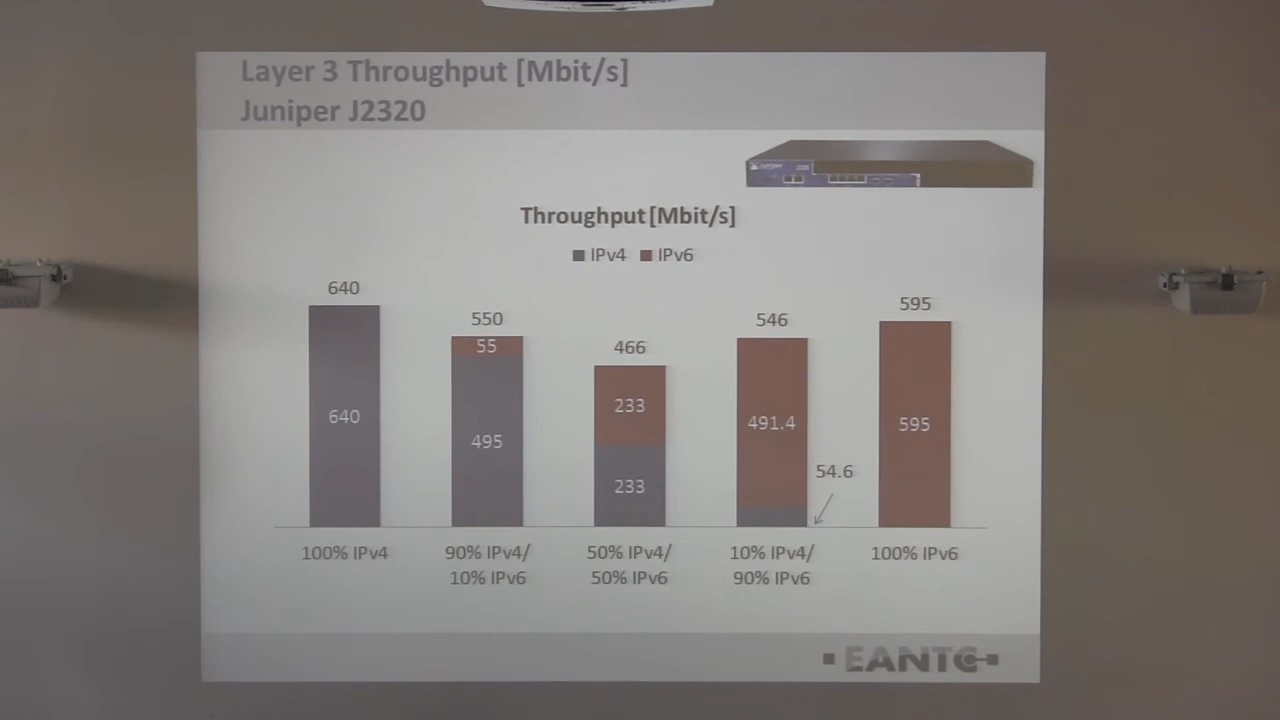 Layer 3 Throughput [Mbit/s]
Juniper J2320
Throughput [Mbit/s]
IPv4 IPv6
640
550
466
546
595
640
55
495
233
233
491.4
54.6
595
100% IPv4
90% IPv4/
10% IPv6
50% IPv4/
50% IPv6
10% IPv4/
90% IPv6
100% IPv6
EANTC